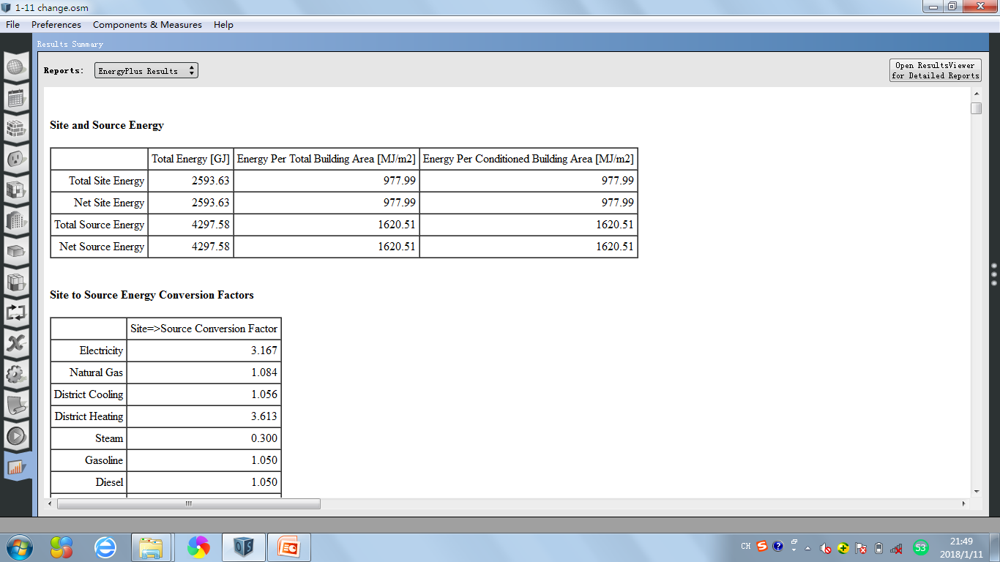 1-11 change.osm
File Preferences Components & Measures Help
Results Summary
Reports: EnergyPlus Results
Open ResultsViewer
for Detailed Reports
Site and Source Energy
Total Energy [GJ] Energy Per Total Building Area [MJ/m2] Energy Per Conditioned Building Area [MJ/m2]
Total Site Energy 2593.63 977.99 977.99
Net Site Energy 2593.63 977.99 977.99
Total Source Energy 4297.58 1620.51 1620.51
Net Source Energy 4297.58 1620.51 1620.51
Site to Source Energy Conversion Factors
Site=>Source Conversion Factor
Electricity 3.167
Natural Gas 1.084
District Cooling 1.056
District Heating 3.613
Steam 0.300
Gasoline 1.050
Diesel 1.050
CH 53 21:49
2018/1/11